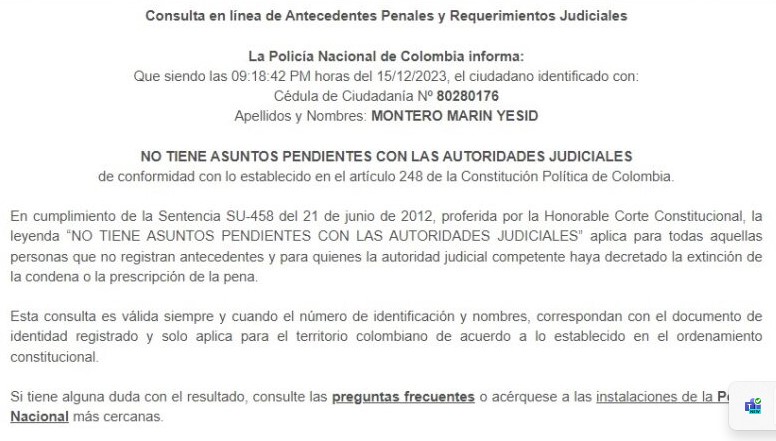 Consulta en línea de Antecedentes Penales y Requerimientos Judiciales
La Policía Nacional de Colombia informa:
Que siendo las 09:18:42 PM horas del 15/12/2023, el ciudadano identificado con:
Cédula de Ciudadanía Nº 80280176
Apellidos y Nombres: MONTERO MARIN YESID
NO TIENE ASUNTOS PENDIENTES CON LAS AUTORIDADES JUDICIALES
de conformidad con lo establecido en el artículo 248 de la Constitución Política de Colombia.
En cumplimiento de la Sentencia SU-458 del 21 de junio de 2012, proferida por la Honorable Corte Constitucional, la
leyenda “NO TIENE ASUNTOS PENDIENTES CON LAS AUTORIDADES JUDICIALES” aplica para todas aquellas
personas que no registran antecedentes y para quienes la autoridad judicial competente haya decretado la extinción de
la condena o la prescripción de la pena.
Esta consulta es válida siempre y cuando el número de identificación y nombres, correspondan con el documento de
identidad registrado y solo aplica para el territorio colombiano de acuerdo a lo establecido en el ordenamiento
constitucional.
Si tiene alguna duda con el resultado, consulte las preguntas frecuentes o acérquese a las instalaciones de la
Nacional más cercanas.